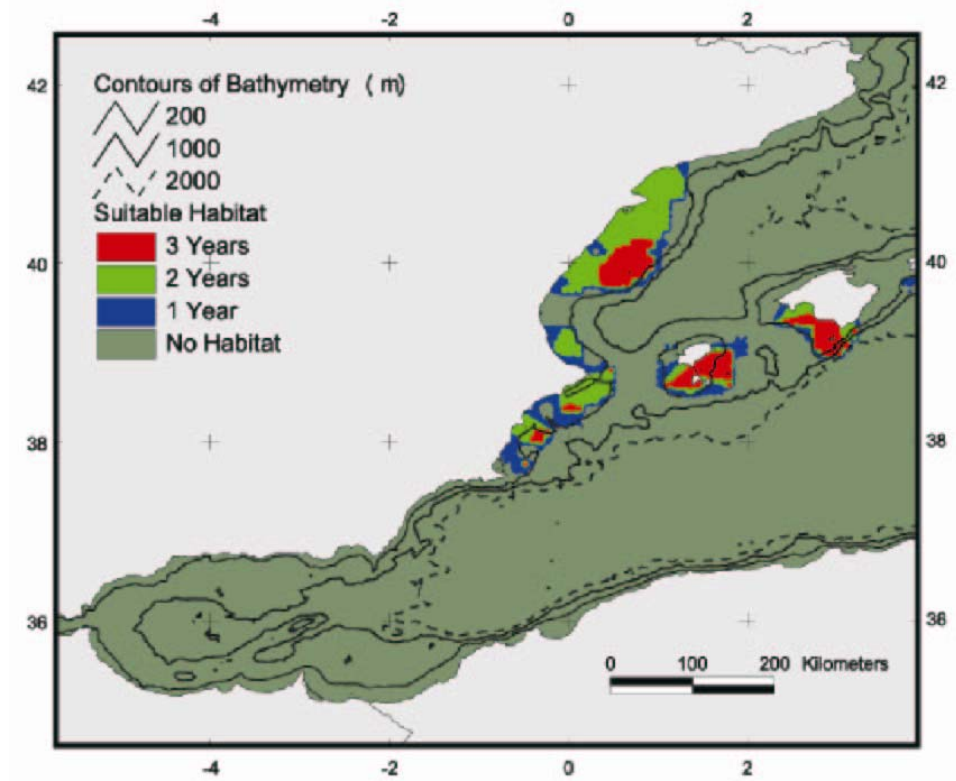 -4 -2 0 2
42 42
Contours of Bathymetry ( m)
200
1000
2000
Suitable Habitat
3 Years
40 40
2 Years
1 Year
No Habitat
38 38
36 36
0 100 200 Kilometers
-4 -2 0 2